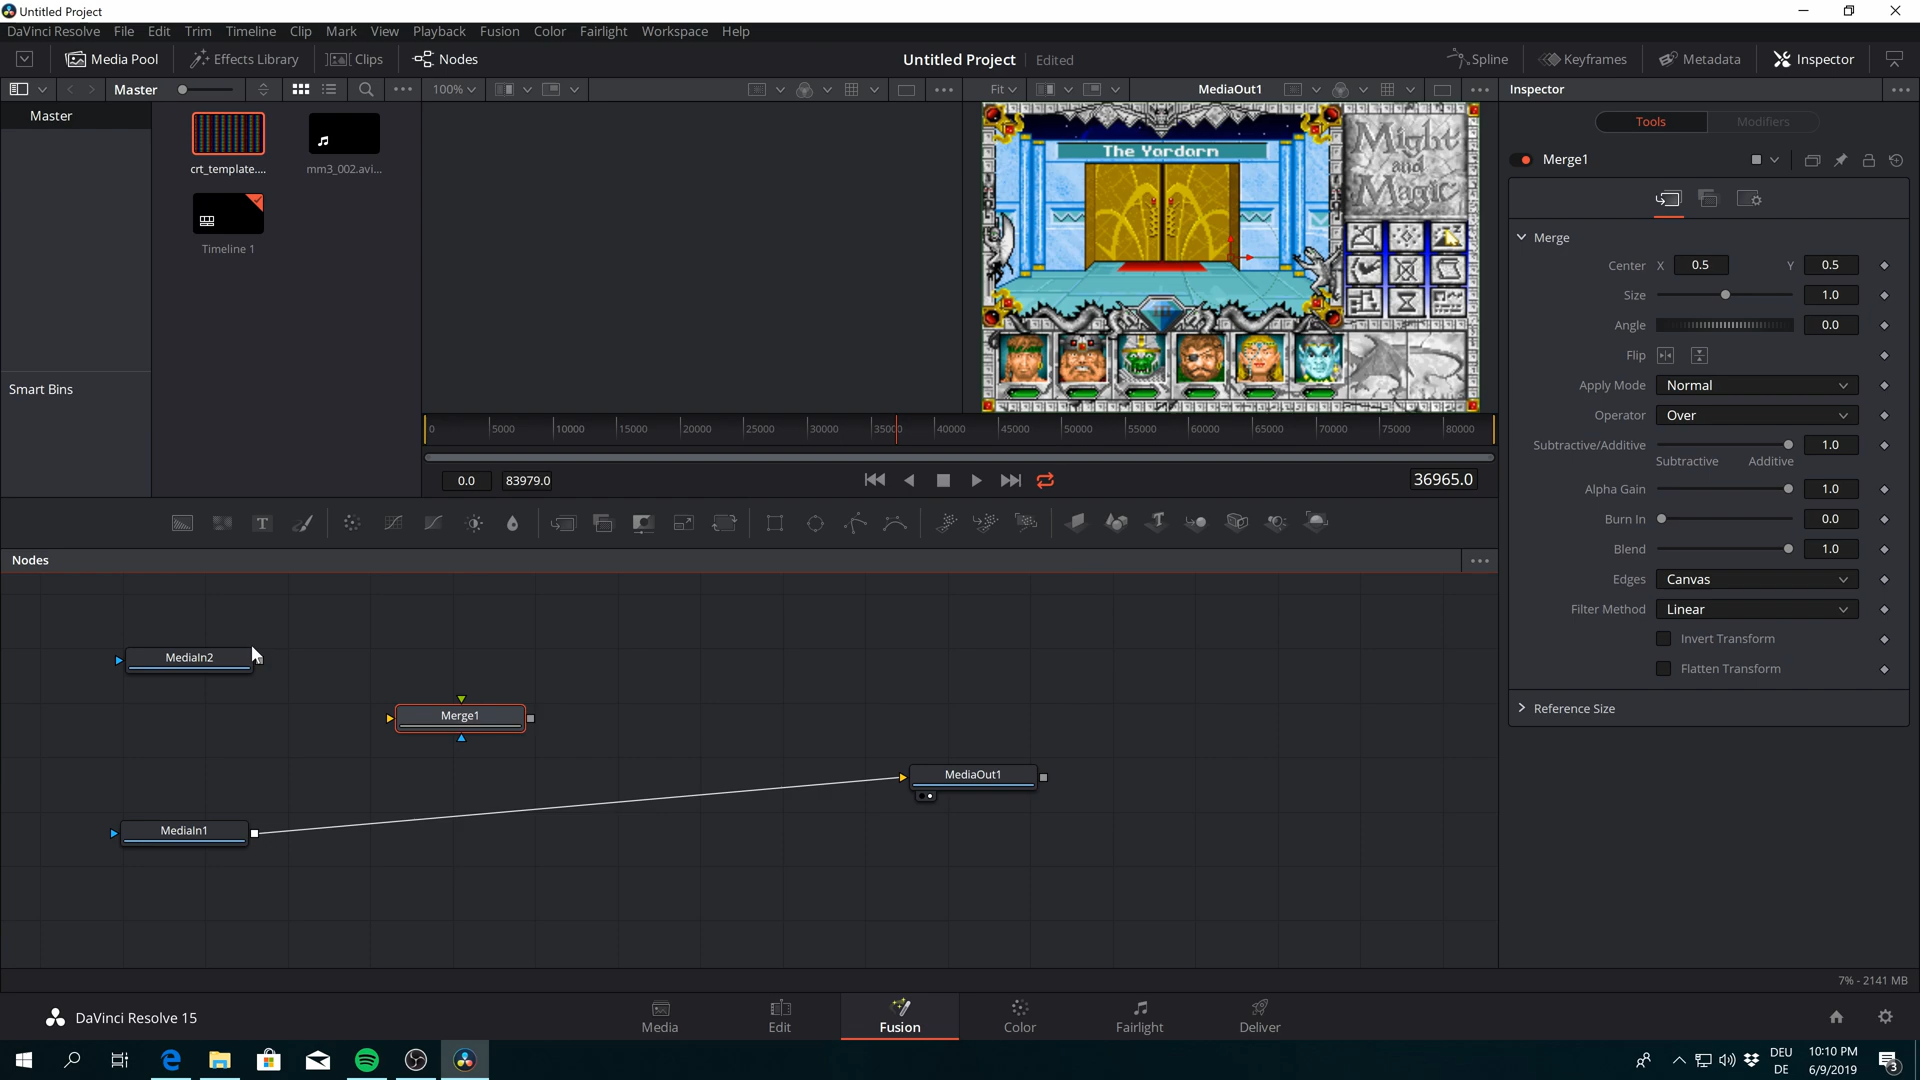 Untitled Project
DaVinci Resolve File Edit Trim Timeline Clip Mark View Playback Fusion Color Fairlight Workspace Help
Media Pool Effects Library Clips Nodes Untitled Project Edited Spline Keyframes Metadata Inspector
Master 100% Fit MediaOut1 Inspector
Master
crt_template....
mm3_002.avi...
Timeline 1
Smart Bins
The Yardarm
Might
and
Magic
III
Tools Modifiers
Merge1
Merge
Center X 0.5 Y 0.5
Size 1.0
Angle 0.0
Flip
Apply Mode Normal
Operator Over
Subtractive/Additive 1.0
Subtractive Additive
Alpha Gain 1.0
Burn In 0.0
Blend 1.0
Edges Canvas
Filter Method Linear
Invert Transform
Flatten Transform
Reference Size
0 5000 10000 15000 20000 25000 30000 35000 40000 45000 50000 55000 60000 65000 70000 75000 80000
0.0 83979.0 36965.0
T
Nodes
MediaIn2
Merge1
MediaOut1
MediaIn1
7% - 2141 MB
DaVinci Resolve 15
Media Edit Fusion Color Fairlight Deliver
DEU
DE
10:10 PM
6/9/2019
3